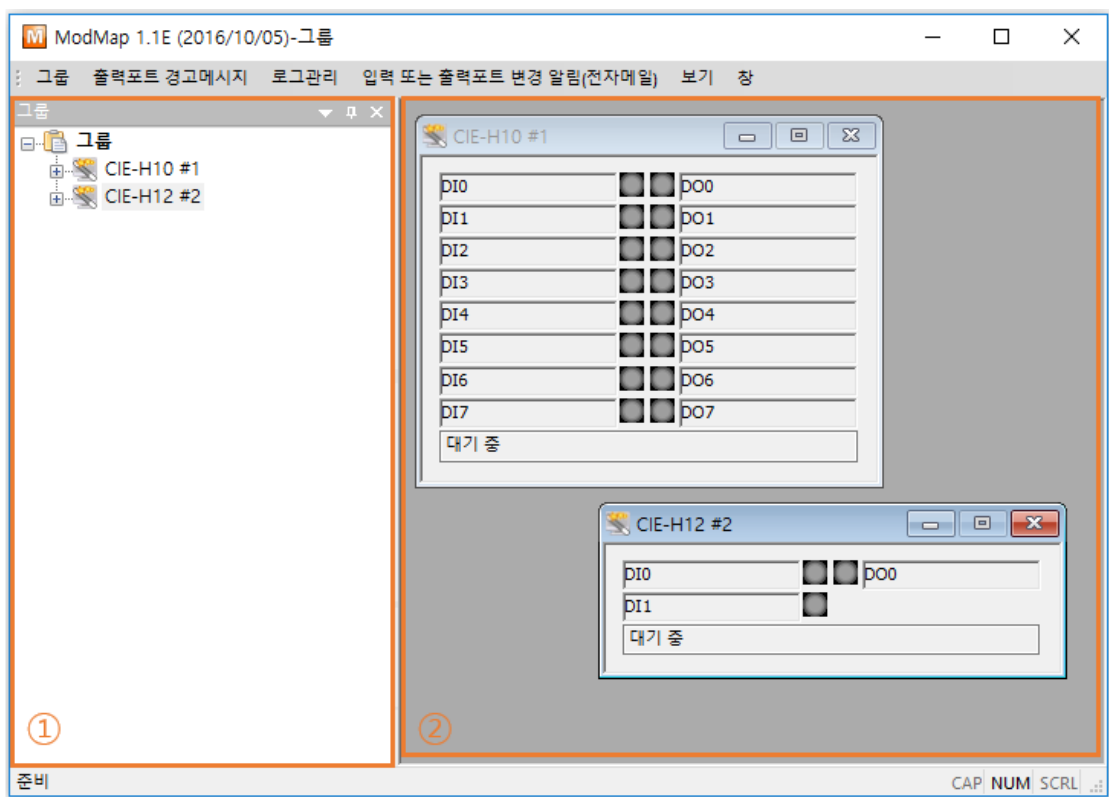 ModMap 1.1E (2016/10/05)-그룹
그룹 출력포트 경고메시지 로그관리 입력 또는 출력포트 변경 알림(전자메일) 보기 창
그룹
그룹
CIE-H10 #1
CIE-H12 #2
①
CIE-H10 #1
DI0 DO0
DI1 DO1
DI2 DO2
DI3 DO3
DI4 DO4
DI5 DO5
DI6 DO6
DI7 DO7
대기 중
CIE-H12 #2
DI0 DO0
DI1
대기 중
②
준비 CAP NUM SCRL